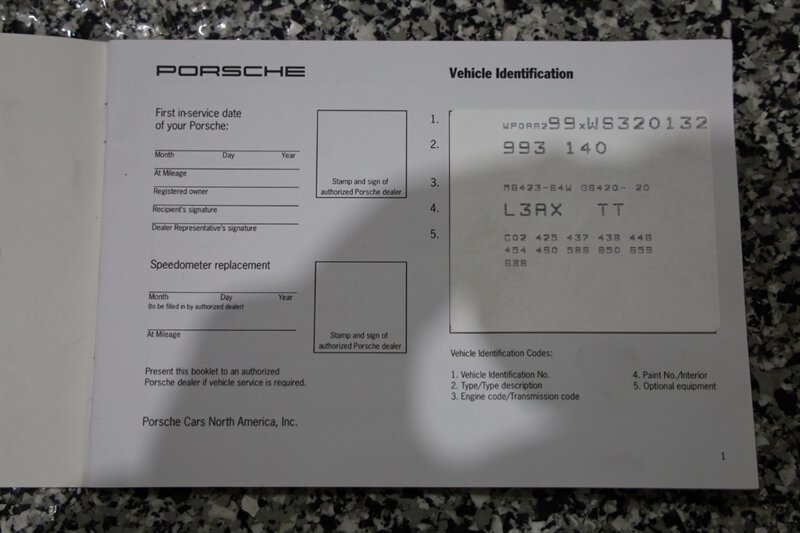 PORSCHE
First in-service date
of your Porsche:
Month Day Year
At Mileage
Registered owner
Recipient's signature
Dealer Representative's signature
Stamp and sign of
authorized Porsche dealer
Speedometer replacement
Month Day Year
(to be filled in by authorized dealer)
At Mileage
Stamp and sign of
authorized Porsche dealer
Present this booklet to an authorized
Porsche dealer if vehicle service is required.
Porsche Cars North America, Inc.
Vehicle Identification
1. WP0AA299xWS320132
2. 993 140
3. M6423-64W G6420- 20
4. L3AX TT
5. C02 425 437 438 446
454 490 586 650 659
688
Vehicle Identification Codes:
1. Vehicle Identification No.
2. Type/Type description
3. Engine code/Transmission code
4. Paint No./Interior
5. Optional equipment
1